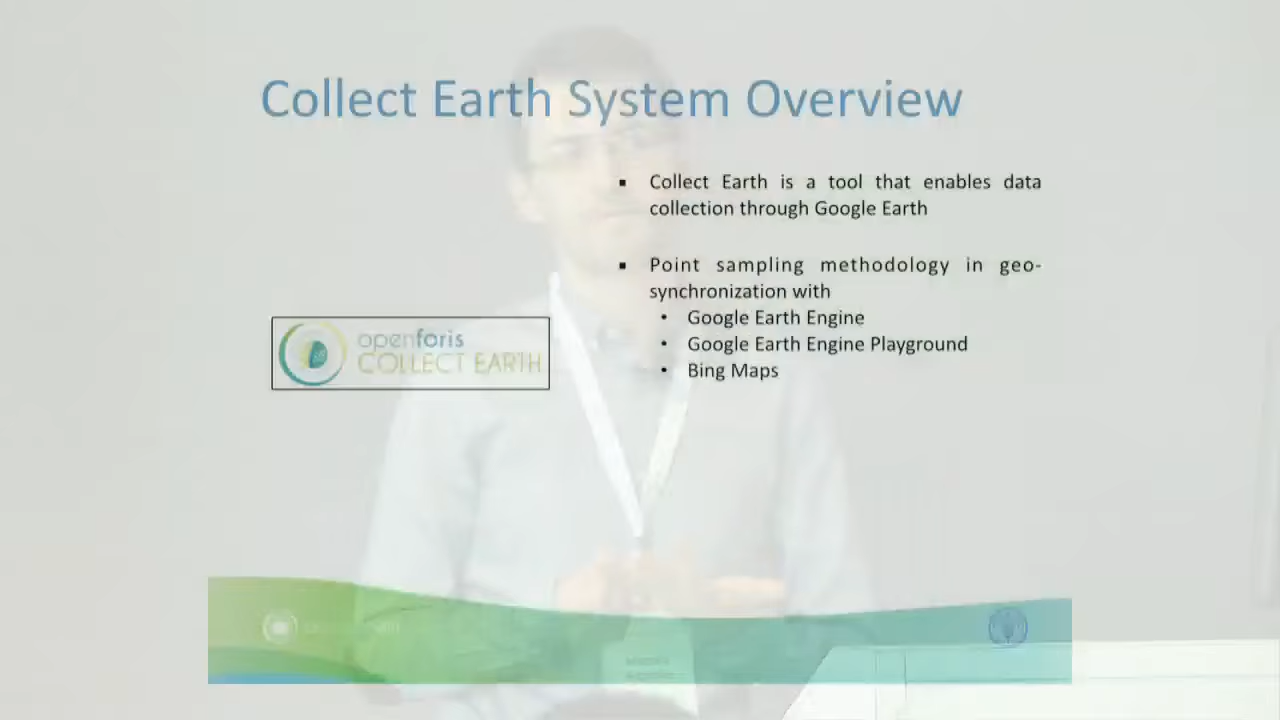 Collect Earth System Overview
Collect Earth is a tool that enables data
collection through Google Earth
Point sampling methodology in geo-
synchronization with
Google Earth Engine
Google Earth Engine Playground
Bing Maps
openforis
COLLECT EARTH